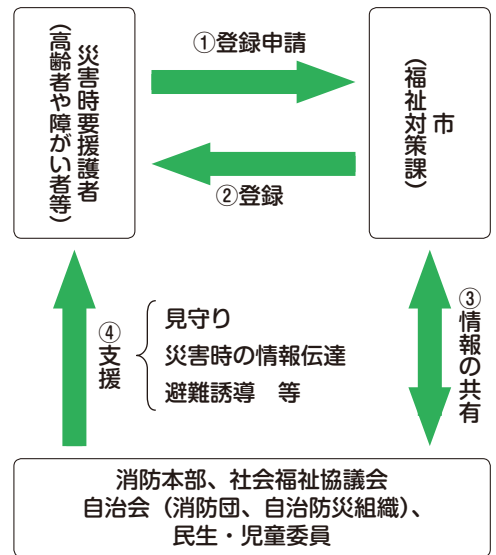 災害時要援護者
(高齢者や障がい者等)
①登録申請
市
(福祉対策課)
②登録
④支援
見守り
災害時の情報伝達
避難誘導　等
③情報の共有
消防本部、社会福祉協議会
自治会（消防団、自治防災組織）、
民生・児童委員